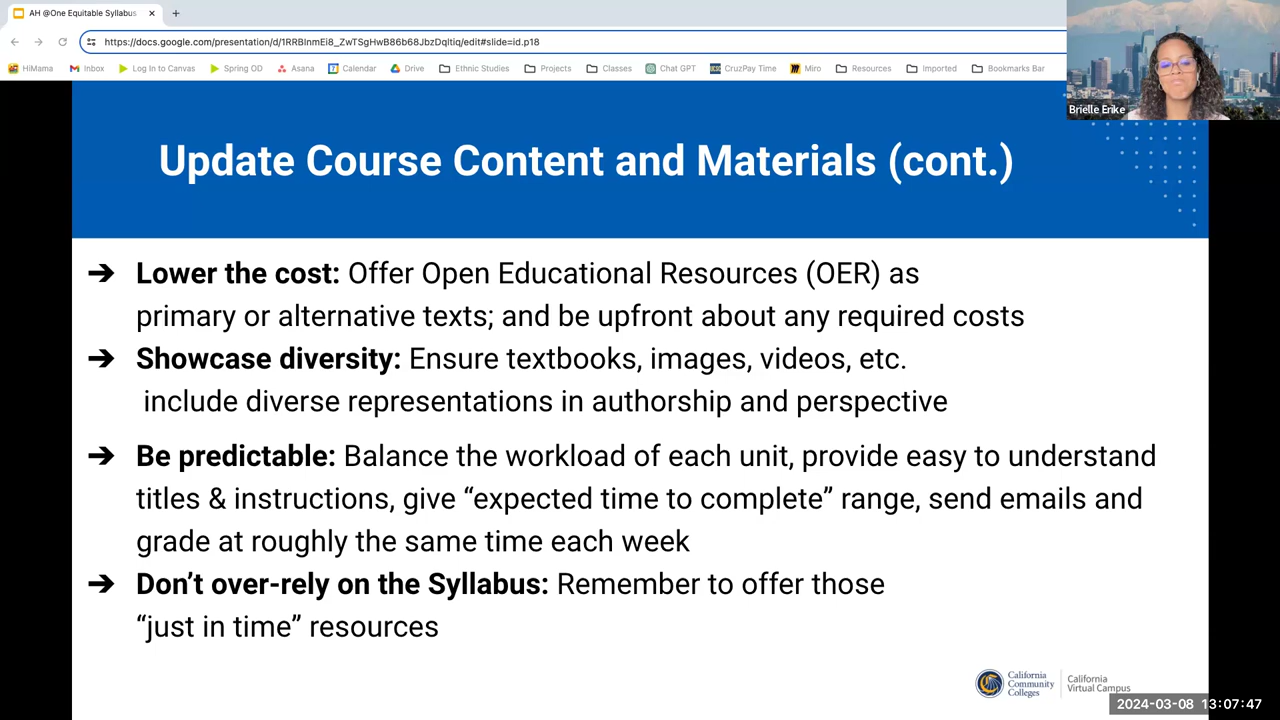 AH @One Equitable Syllabus
https://docs.google.com/presentation/d/1RRBInmEi8_ZwTSgHwB86b68JbzDqltiq/edit#slide=id.p18
HiMama Inbox Log In to Canvas Spring OD Asana Calendar Drive Ethnic Studies Projects Classes Chat GPT CruzPay Time Miro Resources Imported Bookmarks Bar
Brielle Erike
Update Course Content and Materials (cont.)
➔ Lower the cost: Offer Open Educational Resources (OER) as
primary or alternative texts; and be upfront about any required costs
➔ Showcase diversity: Ensure textbooks, images, videos, etc.
include diverse representations in authorship and perspective
➔ Be predictable: Balance the workload of each unit, provide easy to understand
titles & instructions, give “expected time to complete” range, send emails and
grade at roughly the same time each week
➔ Don’t over-rely on the Syllabus: Remember to offer those
“just in time” resources
California
Community
Colleges
California
Virtual Campus
2024-03-08 13:07:47